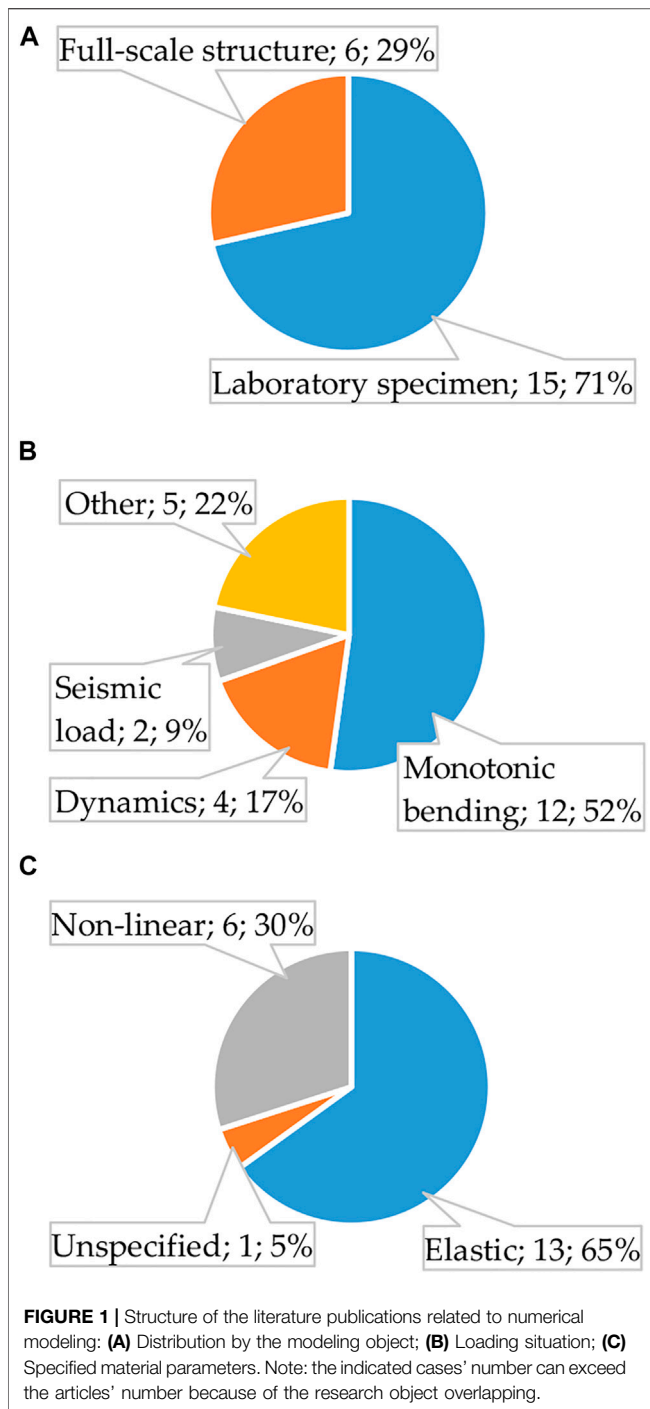 A
Full-scale structure; 6; 29%
Laboratory specimen; 15; 71%
B
Other; 5; 22%
Seismic
load; 2; 9%
Dynamics; 4; 17%
Monotonic
bending; 12; 52%
C
Non-linear; 6; 30%
Unspecified; 1; 5%
Elastic; 13; 65%
FIGURE 1 | Structure of the literature publications related to numerical
modeling: (A) Distribution by the modeling object; (B) Loading situation; (C)
Specified material parameters. Note: the indicated cases' number can exceed
the articles' number because of the research object overlapping.